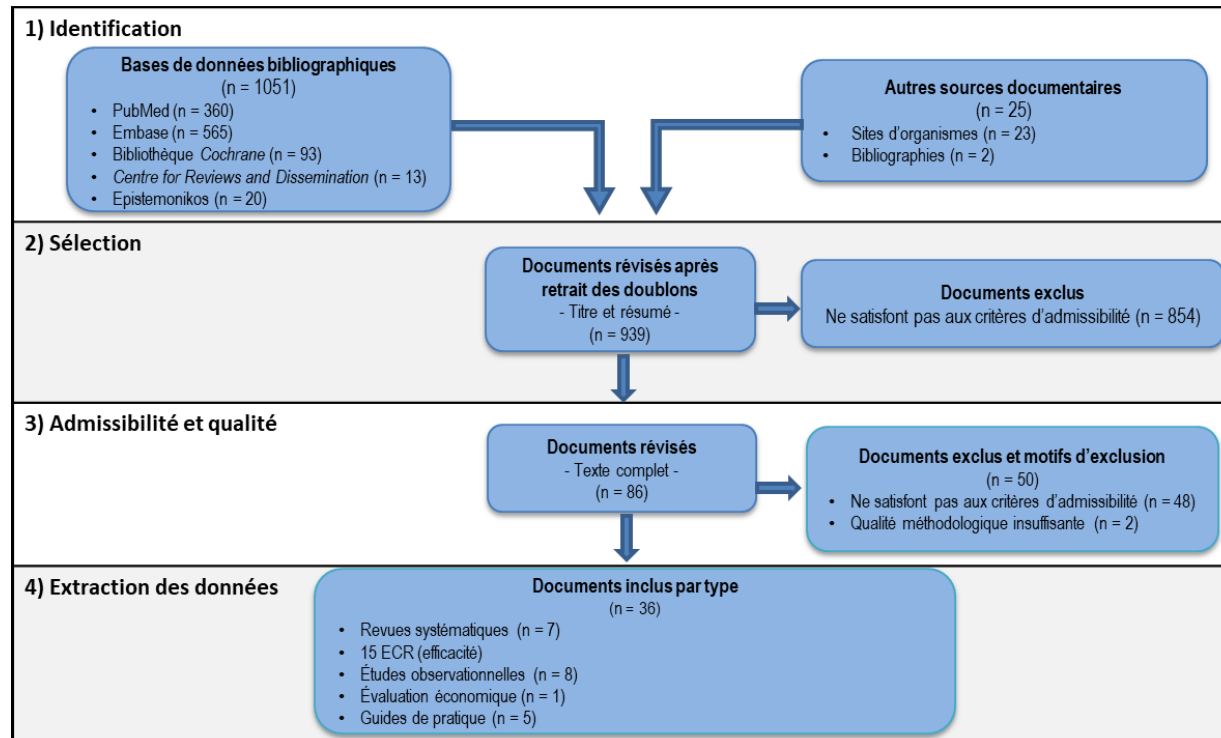 1) Identification
Bases de données bibliographiques
(n = 1051)
• PubMed (n = 360)
• Embase (n = 565)
• Bibliothèque Cochrane (n = 93)
• Centre for Reviews and Dissemination (n = 13)
• Epistemonikos (n = 20)
Autres sources documentaires
(n = 25)
• Sites d'organismes (n = 23)
• Bibliographies (n = 2)
2) Sélection
Documents révisés après
retrait des doublons
- Titre et résumé -
(n = 939)
Documents exclus
Ne satisfont pas aux critères d'admissibilité (n = 854)
3) Admissibilité et qualité
Documents révisés
- Texte complet -
(n = 86)
Documents exclus et motifs d'exclusion
(n = 50)
• Ne satisfont pas aux critères d'admissibilité (n = 48)
• Qualité méthodologique insuffisante (n = 2)
4) Extraction des données
Documents inclus par type
(n = 36)
• Revues systématiques (n = 7)
• 15 ECR (efficacité)
• Études observationnelles (n = 8)
• Évaluation économique (n = 1)
• Guides de pratique (n = 5)